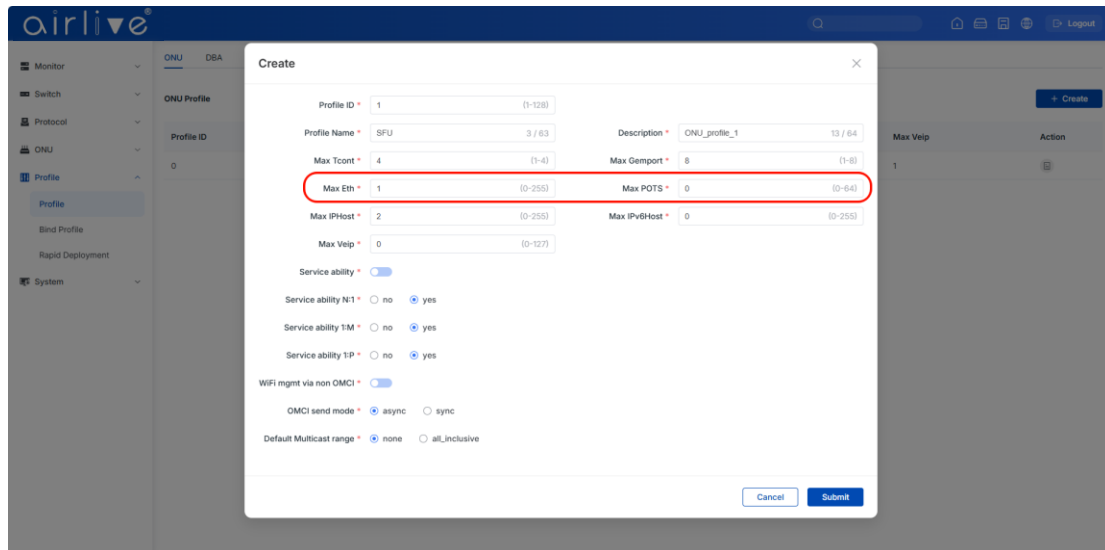 airlive®
Logout
Monitor
Switch
Protocol
ONU
Profile
Profile
Bind Profile
Rapid Deployment
System
ONU DBA
ONU Profile
+ Create
Profile ID Max Veip Action
0 1
Create
Profile ID * 1 (1-128)
Profile Name * SFU 3 / 63 Description * ONU_profile_1 13 / 64
Max Tcont * 4 (1-4) Max Gemport * 8 (1-8)
Max Eth * 1 (0-255) Max POTS * 0 (0-64)
Max IPHost * 2 (0-255) Max IPv6Host * 0 (0-255)
Max Veip * 0 (0-127)
Service ability *
Service ability N:1 * no yes
Service ability 1:M * no yes
Service ability 1:P * no yes
WiFi mgmt via non OMCI *
OMCI send mode * async sync
Default Multicast range * none all_inclusive
Cancel Submit